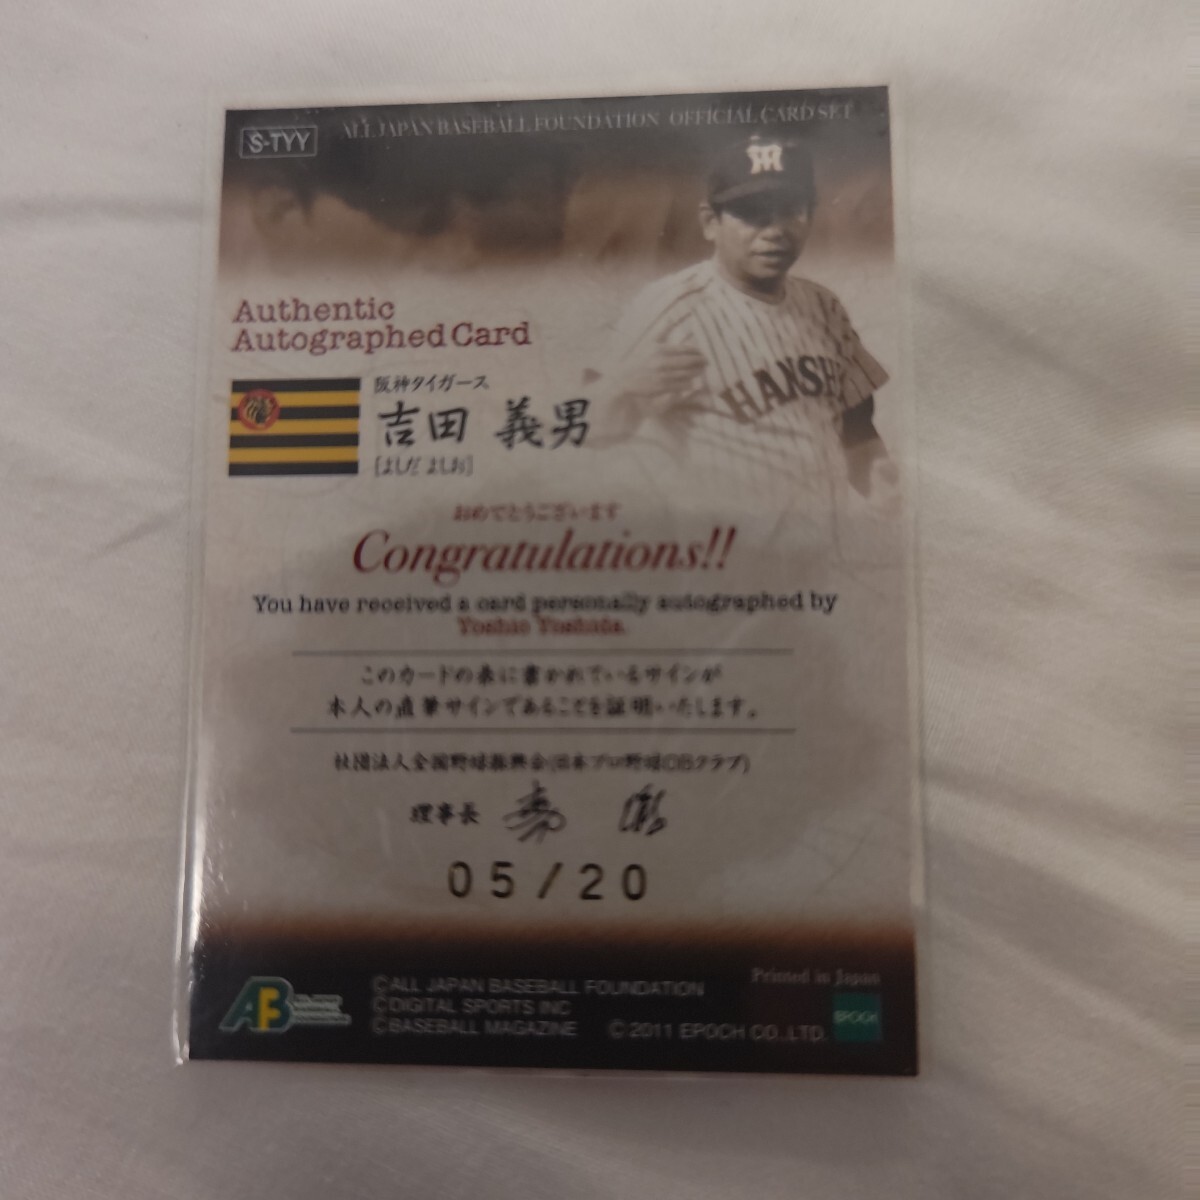 S-TYY
ALL JAPAN BASEBALL FOUNDATION OFFICIAL CARD SET
HANSHI
Authentic
Autographed Card
阪神タイガース
吉田 義男
[よしだ よしお]
おめでとうございます
Congratulations!!
You have received a card personally autographed by
Yoshio Yoshida.
このカードの表に書かれているサインが
本人の直筆サインであることを証明いたします。
社団法人全国野球振興会(日本プロ野球OBクラブ)
理事長
05/20
Printed in Japan
©ALL JAPAN BASEBALL FOUNDATION
©DIGITAL SPORTS INC
©BASEBALL MAGAZINE ©2011 EPOCH CO.,LTD.
EPOCH